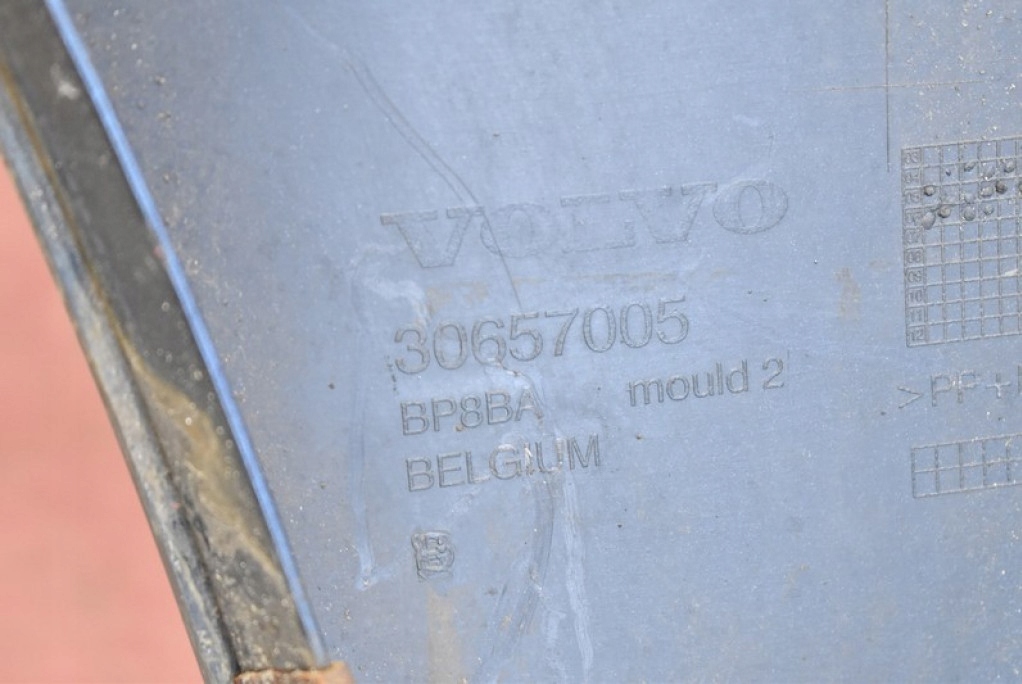 VOLVO
30657005
BP8BA mould 2
BELGIUM
>PP+